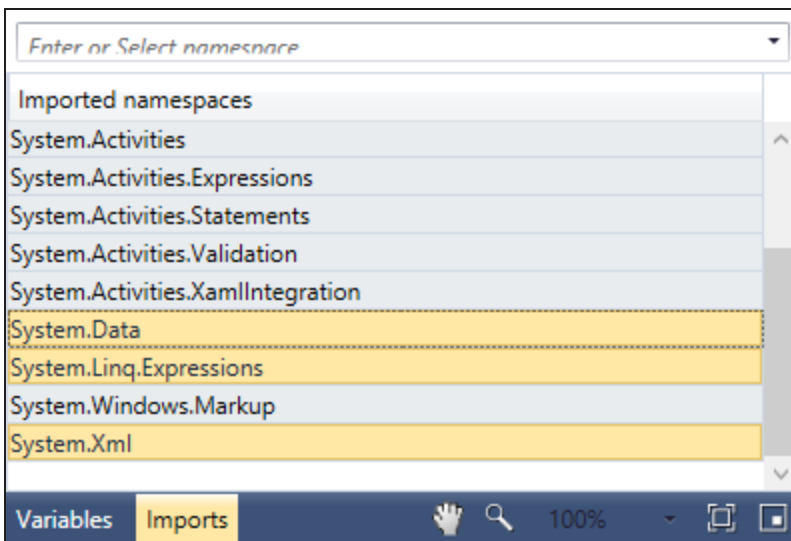 Enter or Select namespace
Imported namespaces
System.Activities
System.Activities.Expressions
System.Activities.Statements
System.Activities.Validation
System.Activities.XamlIntegration
System.Data
System.Linq.Expressions
System.Windows.Markup
System.Xml
Variables Imports 100%